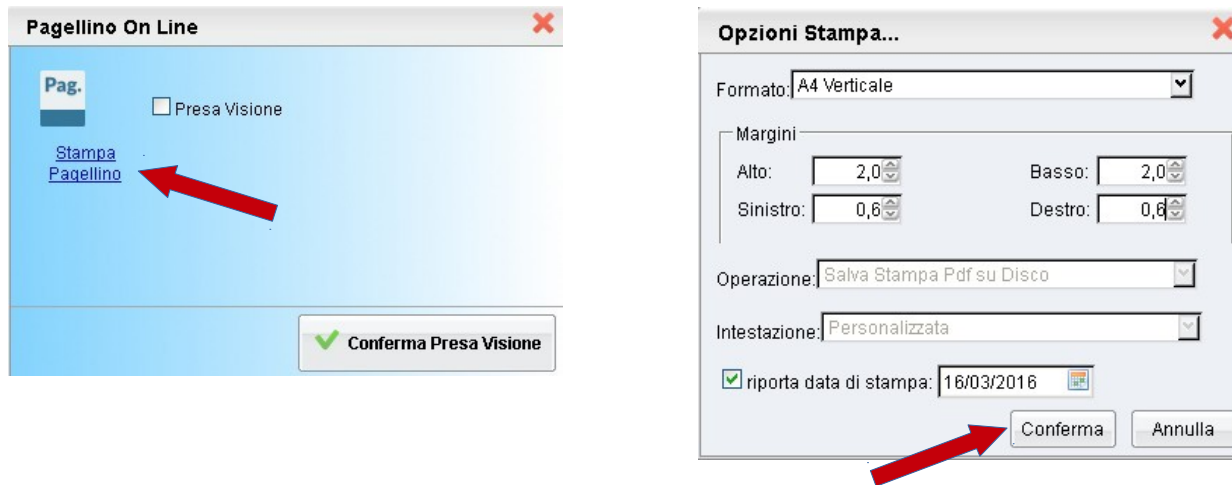 Pagellino On Line
Pag.
Presa Visione
Stampa
Pagellino
Conferma Presa Visione
Opzioni Stampa...
Formato: A4 Verticale
Margini
Alto: 2,0 Basso: 2,0
Sinistro: 0,6 Destro: 0,6
Operazione: Salva Stampa Pdf su Disco
Intestazione: Personalizzata
riporta data di stampa: 16/03/2016
Conferma Annulla